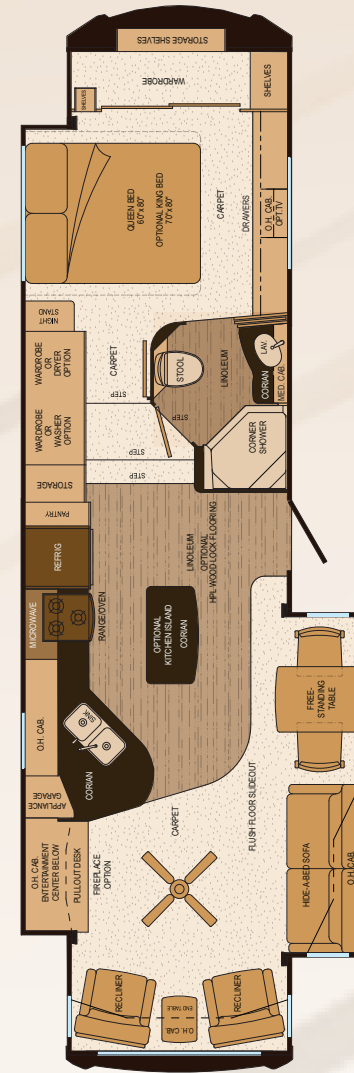 STORAGE SHELVES
WARDROBE
SHELVES
SHELVES
QUEEN BED
60"x 80"
OPTIONAL KING BED
70"x 80"
CARPET
DRAWERS
O.H. CAB.
OPT.TV
NIGHT
STAND
WARDROBE
OR
DRYER
OPTION
CARPET
STOOL
LINOLEUM
LAV.
CORIAN
MED. CAB.
WARDROBE
OR
WASHER
OPTION
STEP
STEP
STEP
CORNER
SHOWER
STORAGE
PANTRY
REFRIG
LINOLEUM
OPTIONAL
HPL WOOD LOCK FLOORING
MICROWAVE
RANGE/OVEN
OPTIONAL
KITCHEN ISLAND
CORIAN
O.H. CAB.
SINK
FREE-
STANDING
TABLE
APPLIANCE
GARAGE
CORIAN
FLUSH FLOOR SLIDEOUT
O.H. CAB.
ENTERTAINMENT
CENTER BELOW
PULLOUT DESK
FIREPLACE
OPTION
CARPET
HIDE-A-BED SOFA
O.H. CAB.
RECLINER
O.H. CAB.
END TABLE
RECLINER